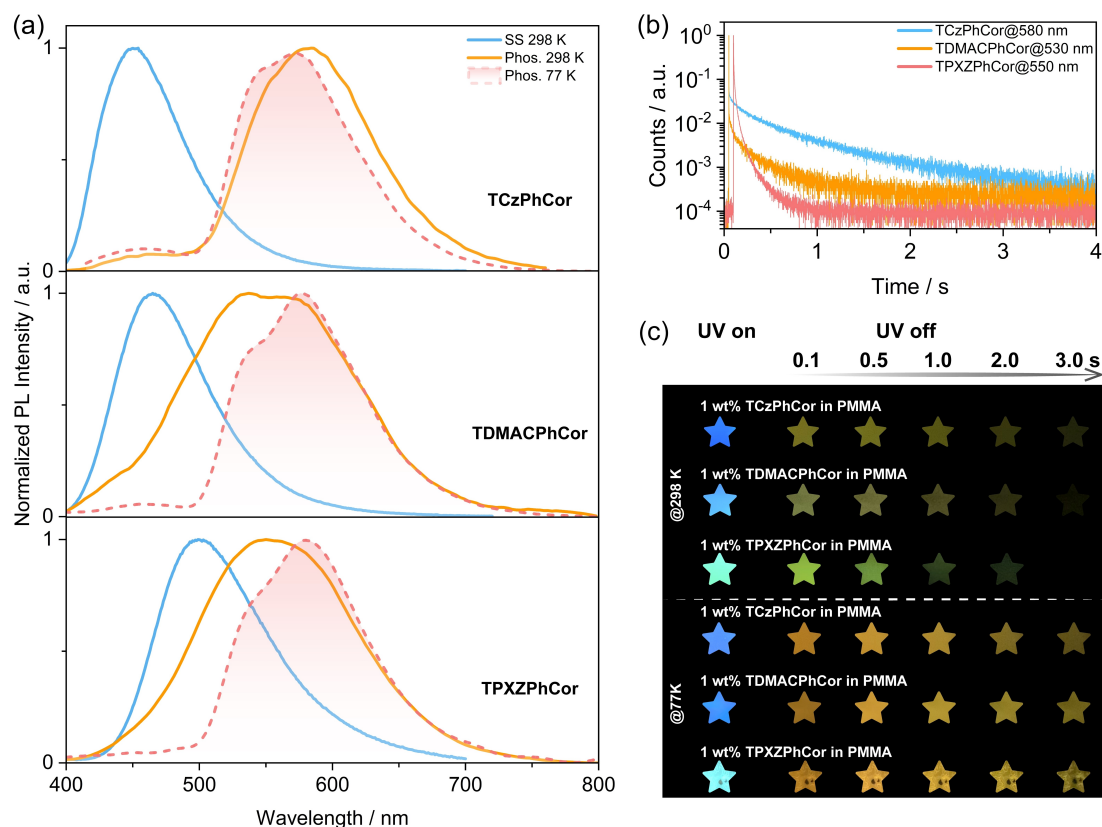 (a)
SS 298 K
Phos. 298 K
Phos. 77 K
1
0
TCzPhCor
1
0
TDMACPhCor
1
0
TPXZPhCor
400 500 600 700 800
Wavelength / nm
Normalized PL Intensity / a.u.
(b)
TCzPhCor@580 nm
TDMACPhCor@530 nm
TPXZPhCor@550 nm
10⁰
10⁻¹
10⁻²
10⁻³
10⁻⁴
Counts / a.u.
0 1 2 3 4
Time / s
(c)
UV on UV off
0.1 0.5 1.0 2.0 3.0 s
@298 K
1 wt% TCzPhCor in PMMA
1 wt% TDMACPhCor in PMMA
1 wt% TPXZPhCor in PMMA
@77K
1 wt% TCzPhCor in PMMA
1 wt% TDMACPhCor in PMMA
1 wt% TPXZPhCor in PMMA